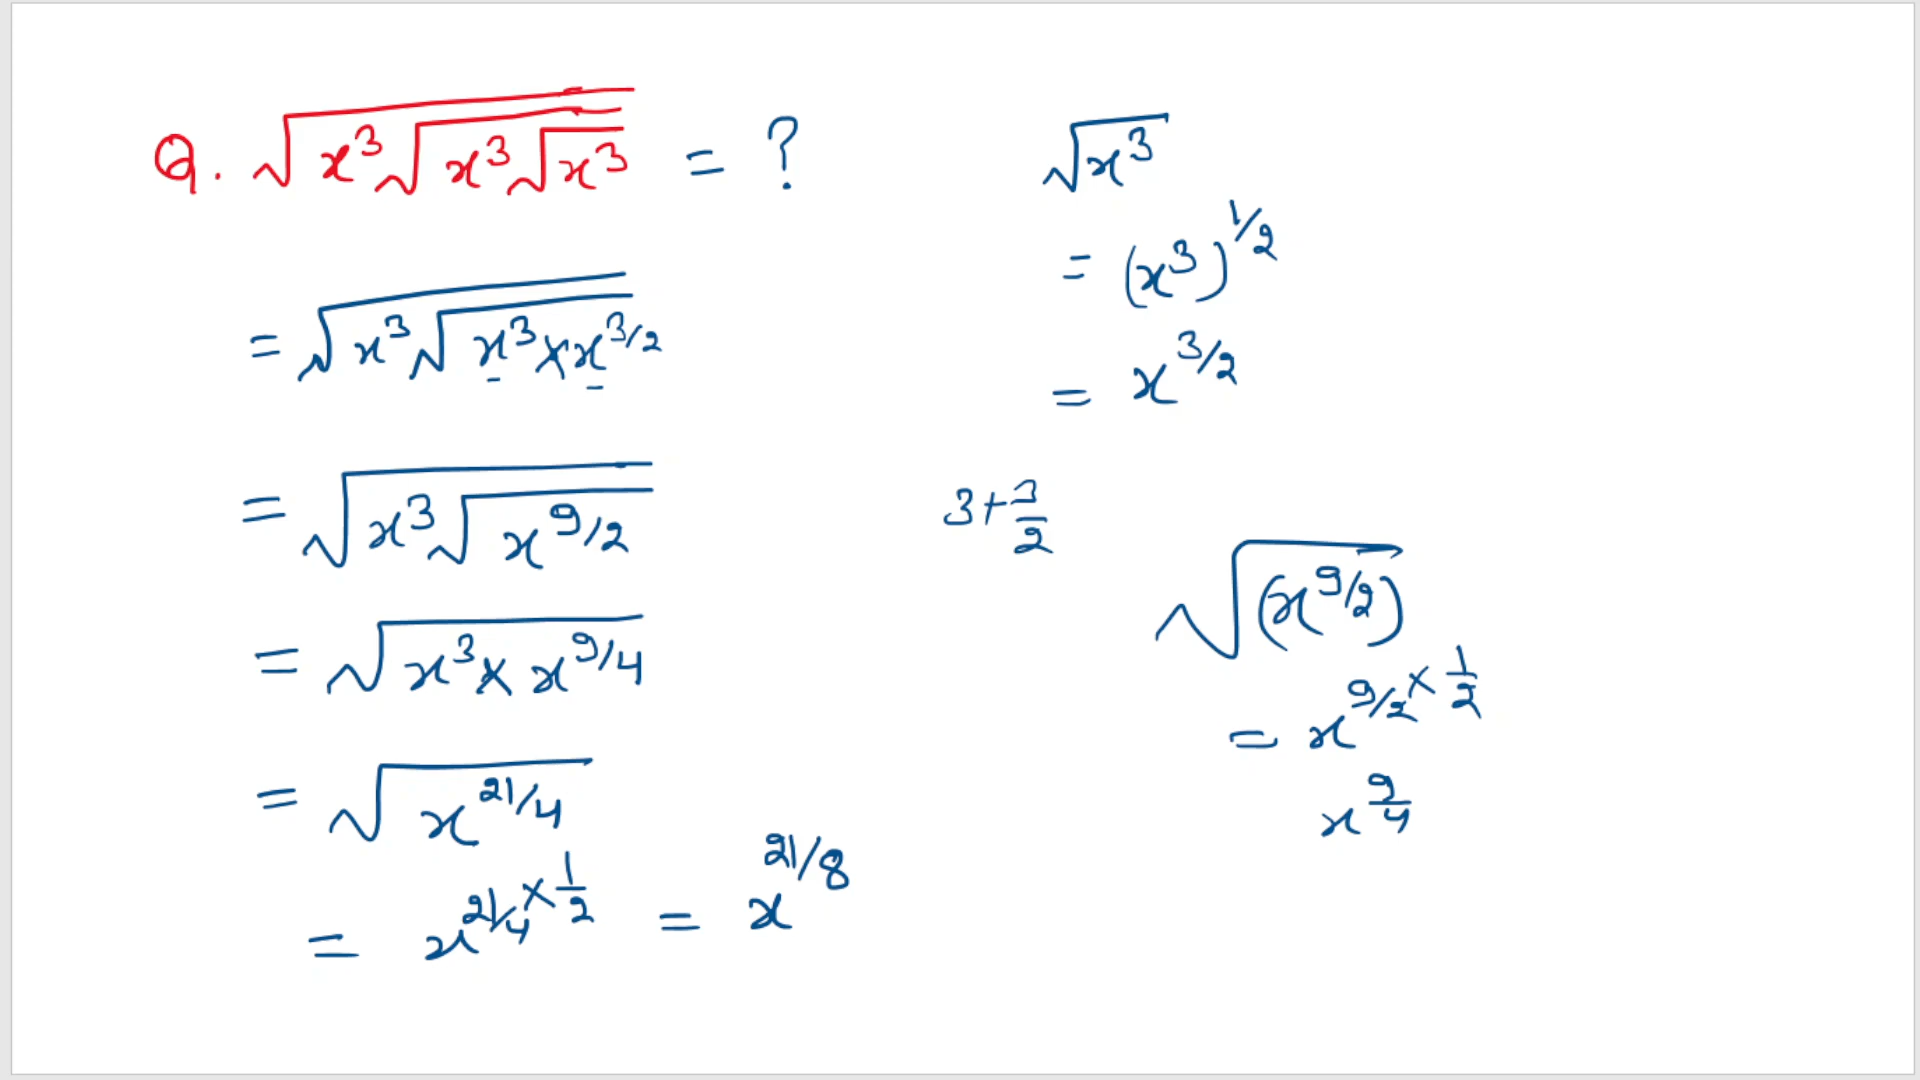 Q. √(x³√(x³√(x³))) = ?
= √(x³√(x³ × x^(3/2)))
= √(x³√(x^(9/2)))
= √(x³ × x^(9/4))
= √(x^(21/4))
= x^(21/4 × 1/2) = x^(21/8)
√(x³)
= (x³)^(1/2)
= x^(3/2)
3 + 3/2
√((x^(9/2)))
= x^(9/2 × 1/2)
x^(9/4)